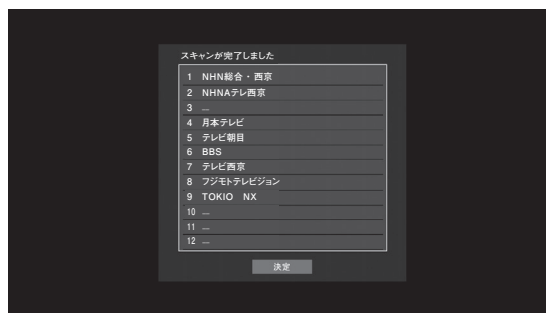 スキャンが完了しました
1 NHN総合・西京
2 NHNAテレ西京
3 ―
4 月本テレビ
5 テレビ朝目
6 BBS
7 テレビ西京
8 フジモトテレビジョン
9 TOKIO NX
10 ―
11 ―
12 ―
決定